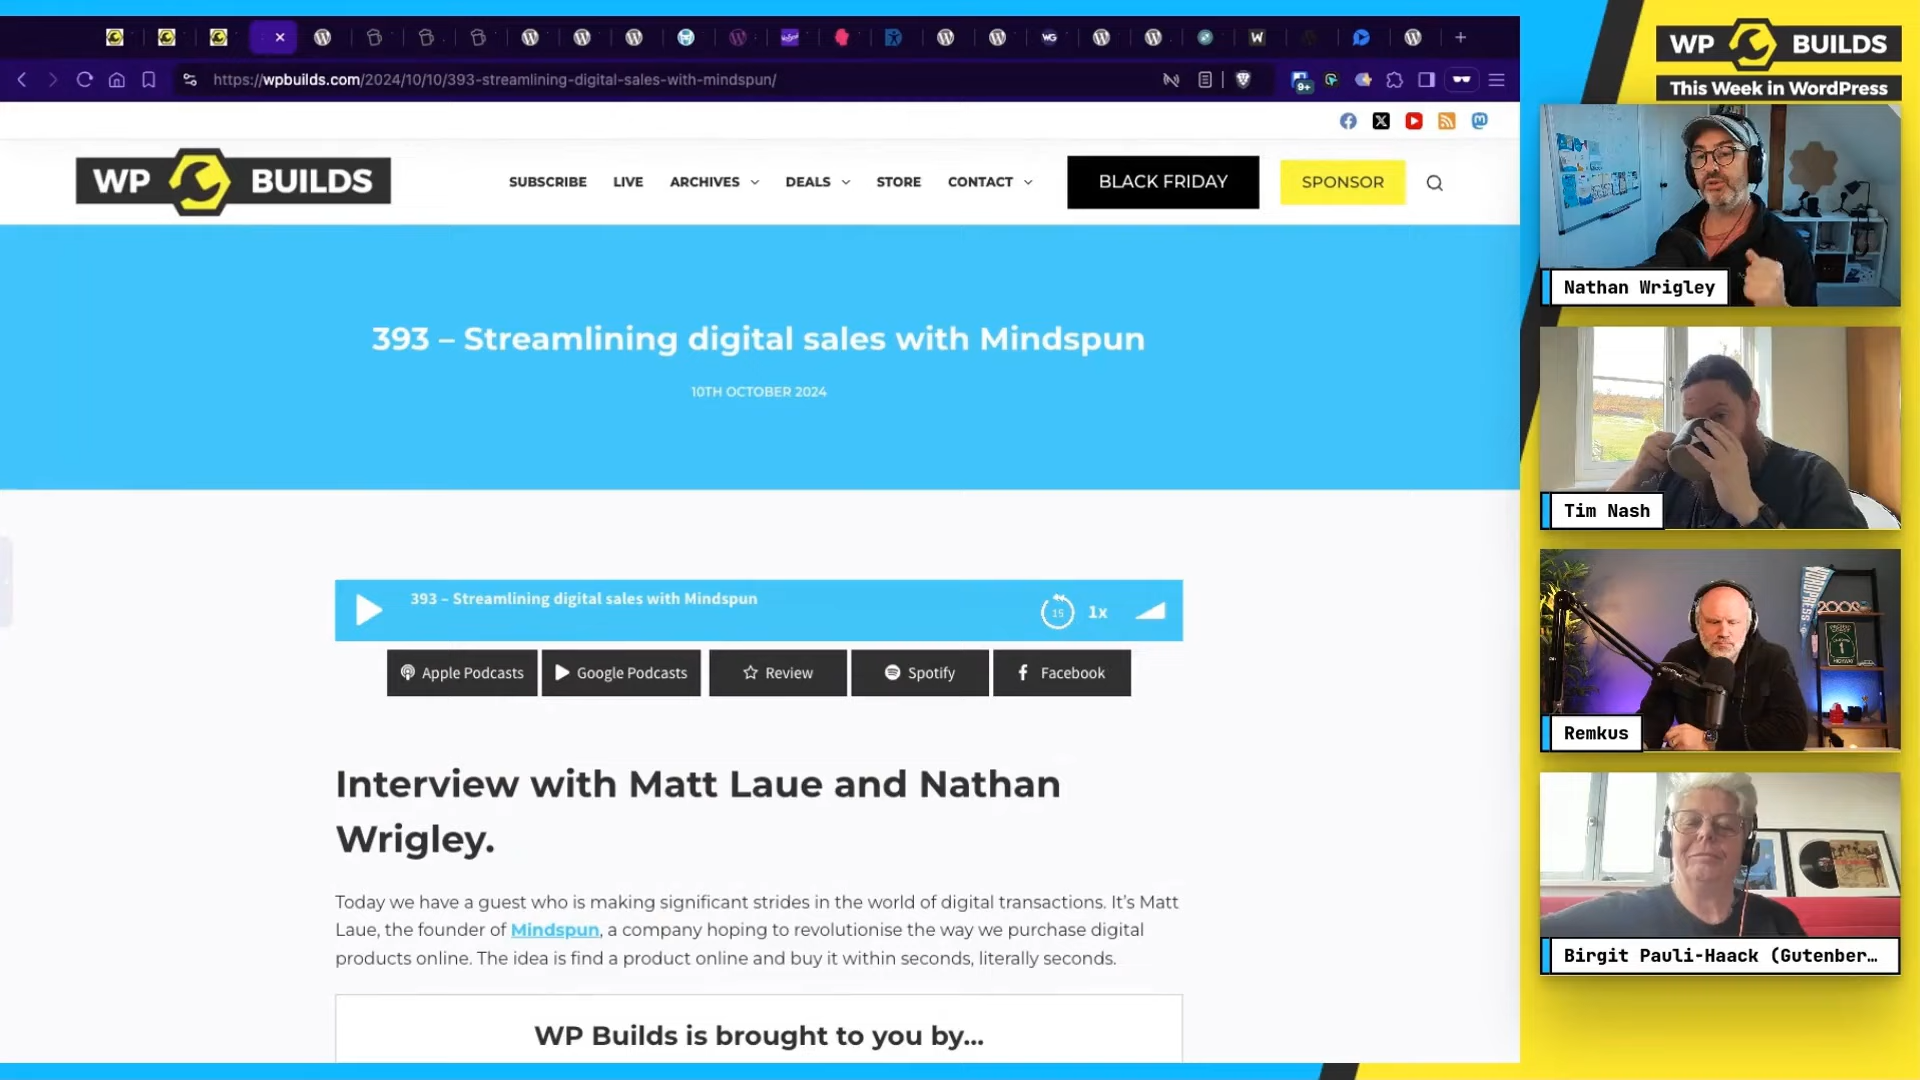 https://wpbuilds.com/2024/10/10/393-streamlining-digital-sales-with-mindspun/
9+
WP BUILDS
This Week in WordPress
WP BUILDS
SUBSCRIBE
LIVE
ARCHIVES
DEALS
STORE
CONTACT
BLACK FRIDAY
SPONSOR
393 – Streamlining digital sales with Mindspun
10TH OCTOBER 2024
393 – Streamlining digital sales with Mindspun
15
1x
Apple Podcasts
Google Podcasts
Review
Spotify
Facebook
Interview with Matt Laue and Nathan
Wrigley.
Today we have a guest who is making significant strides in the world of digital transactions. It’s Matt
Laue, the founder of Mindspun, a company hoping to revolutionise the way we purchase digital
products online. The idea is find a product online and buy it within seconds, literally seconds.
WP Builds is brought to you by…
Nathan Wrigley
Tim Nash
Remkus
Birgit Pauli-Haack (Gutenber…